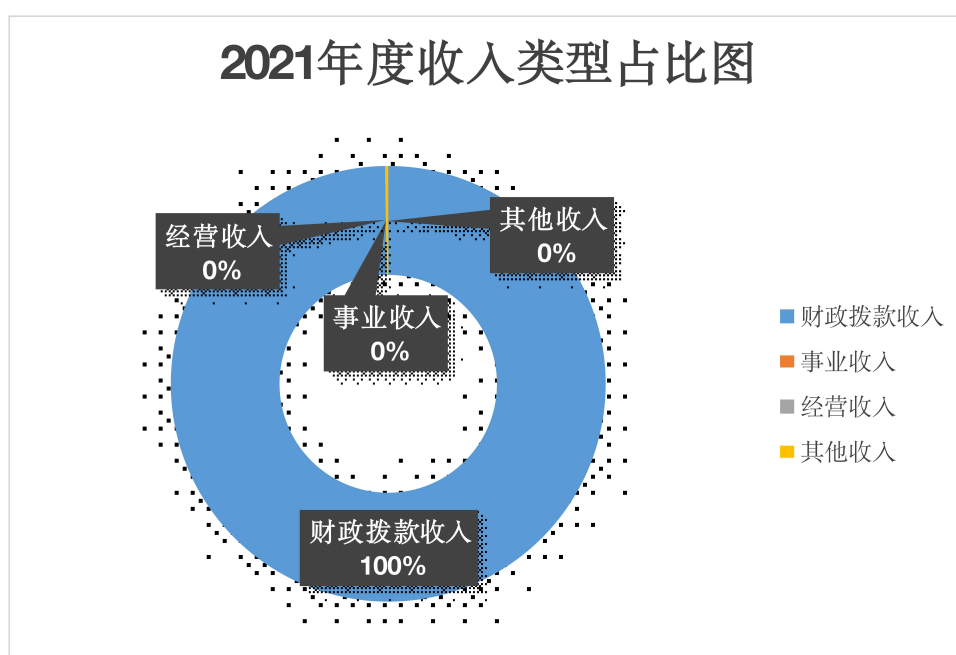 2021年度收入类型占比图
经营收入
0%
其他收入
0%
事业收入
0%
财政拨款收入
100%
财政拨款收入
事业收入
经营收入
其他收入